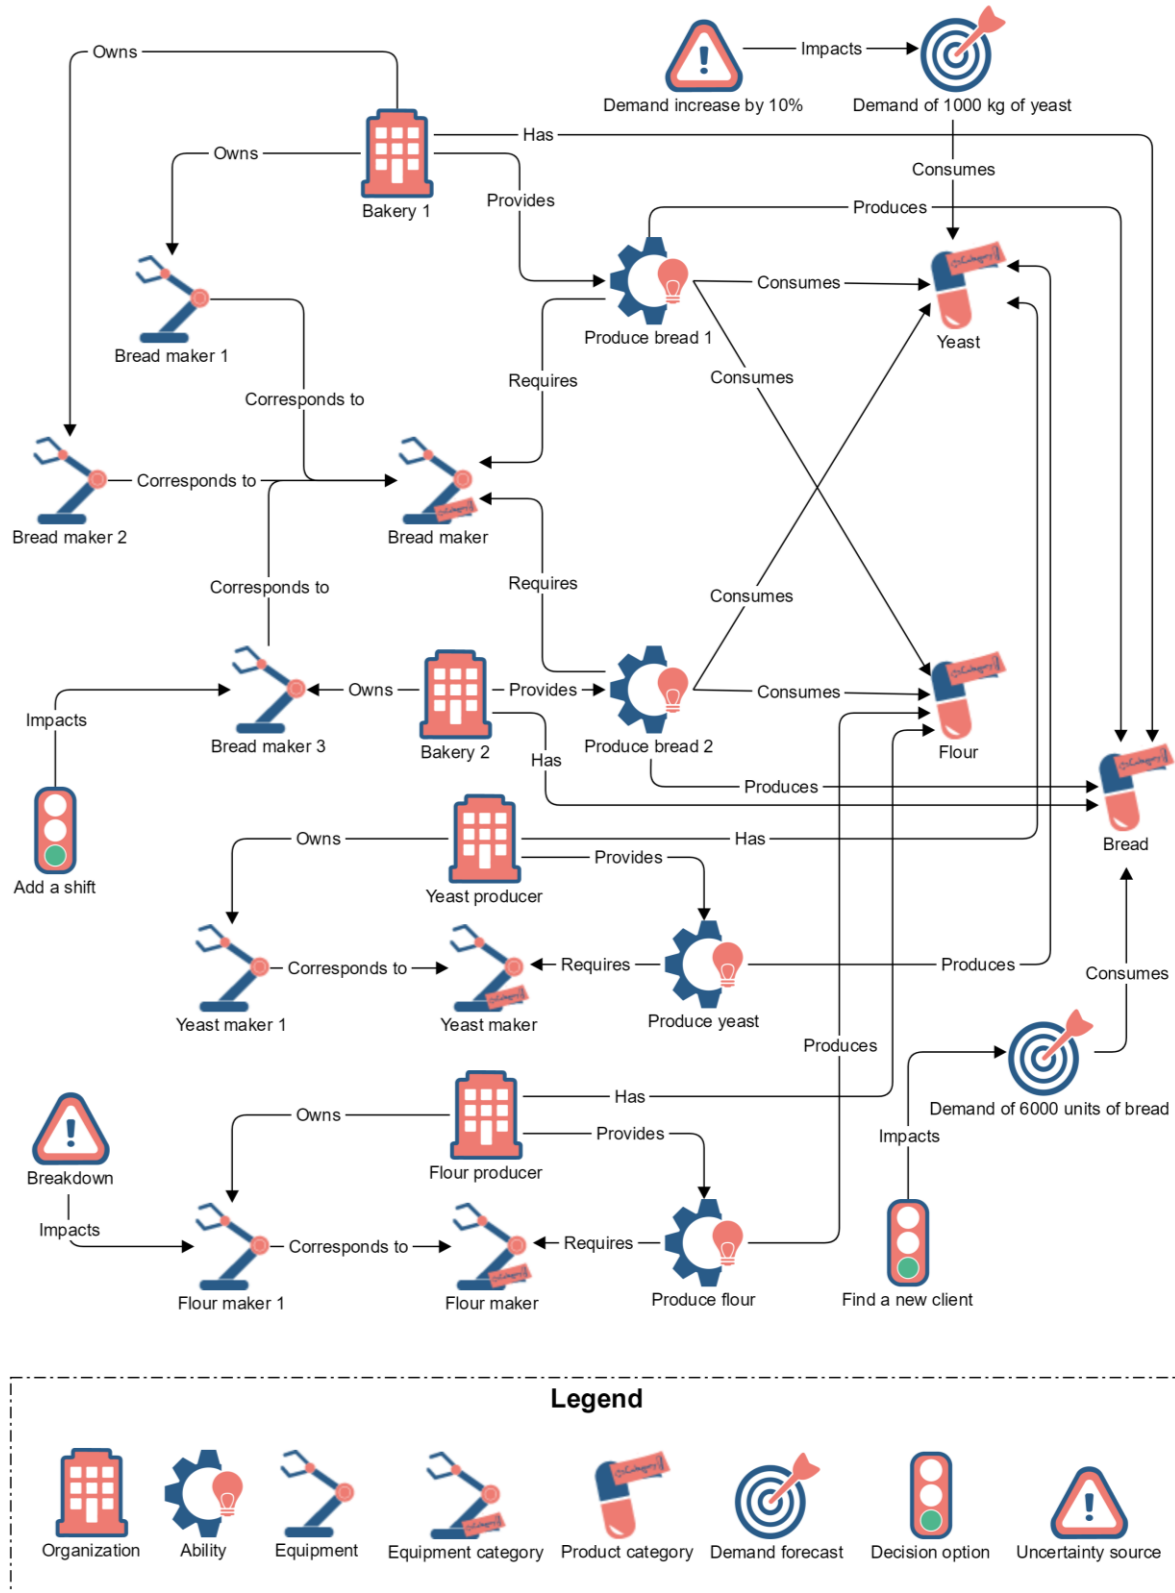 Owns
Impacts
Demand increase by 10%
Demand of 1000 kg of yeast
Has
Owns
Consumes
Provides
Bakery 1
Produces
Consumes
Produce bread 1
Yeast
Bread maker 1
Requires
Consumes
Corresponds to
Corresponds to
Bread maker 2
Bread maker
Requires
Corresponds to
Consumes
Owns
Provides
Consumes
Impacts
Bread maker 3
Bakery 2
Produce bread 2
Flour
Has
Produces
Owns
Has
Bread
Provides
Add a shift
Yeast producer
Corresponds to
Requires
Produces
Consumes
Yeast maker 1
Yeast maker
Produce yeast
Produces
Has
Demand of 6000 units of bread
Owns
Provides
Impacts
Breakdown
Flour producer
Impacts
Corresponds to
Requires
Flour maker 1
Flour maker
Produce flour
Find a new client
Legend
Category
Organization
Ability
Equipment
Equipment category
Product category
Demand forecast
Decision option
Uncertainty source